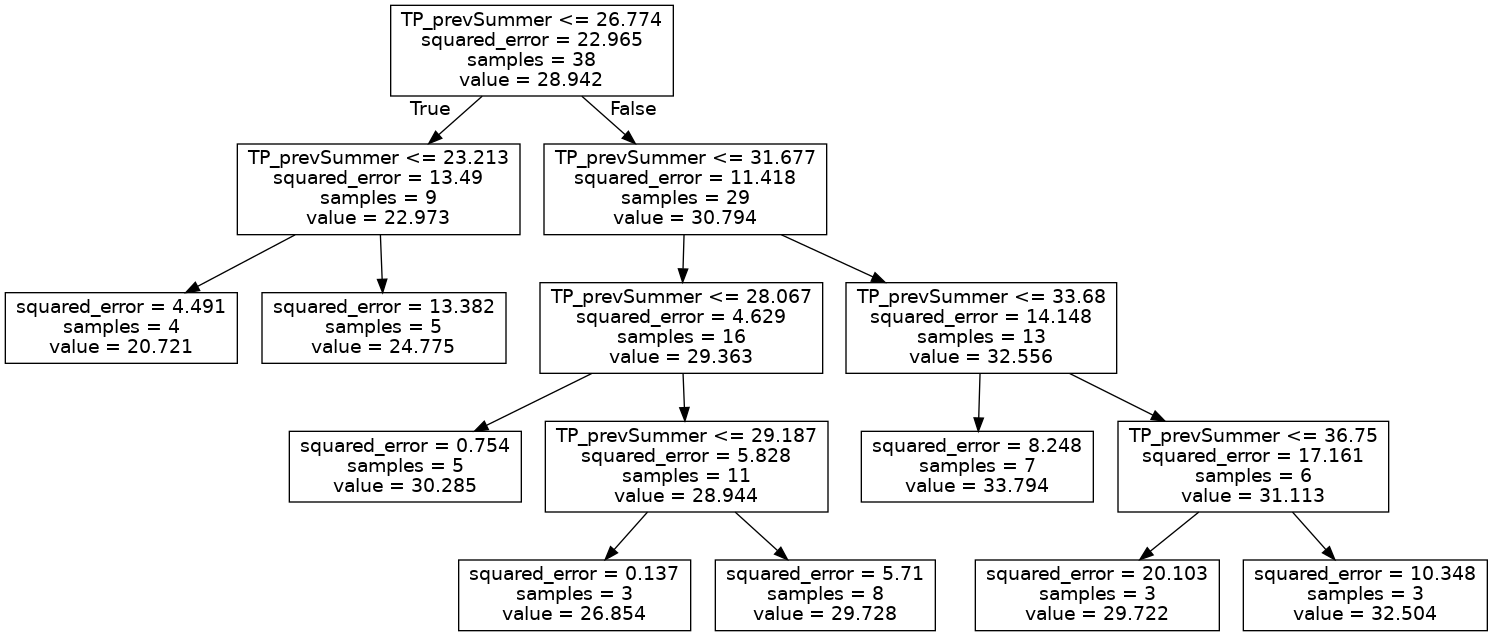 TP_prevSummer <= 26.774
squared_error = 22.965
samples = 38
value = 28.942
True
False
TP_prevSummer <= 23.213
squared_error = 13.49
samples = 9
value = 22.973
TP_prevSummer <= 31.677
squared_error = 11.418
samples = 29
value = 30.794
squared_error = 4.491
samples = 4
value = 20.721
squared_error = 13.382
samples = 5
value = 24.775
TP_prevSummer <= 28.067
squared_error = 4.629
samples = 16
value = 29.363
TP_prevSummer <= 33.68
squared_error = 14.148
samples = 13
value = 32.556
squared_error = 0.754
samples = 5
value = 30.285
TP_prevSummer <= 29.187
squared_error = 5.828
samples = 11
value = 28.944
squared_error = 8.248
samples = 7
value = 33.794
TP_prevSummer <= 36.75
squared_error = 17.161
samples = 6
value = 31.113
squared_error = 0.137
samples = 3
value = 26.854
squared_error = 5.71
samples = 8
value = 29.728
squared_error = 20.103
samples = 3
value = 29.722
squared_error = 10.348
samples = 3
value = 32.504